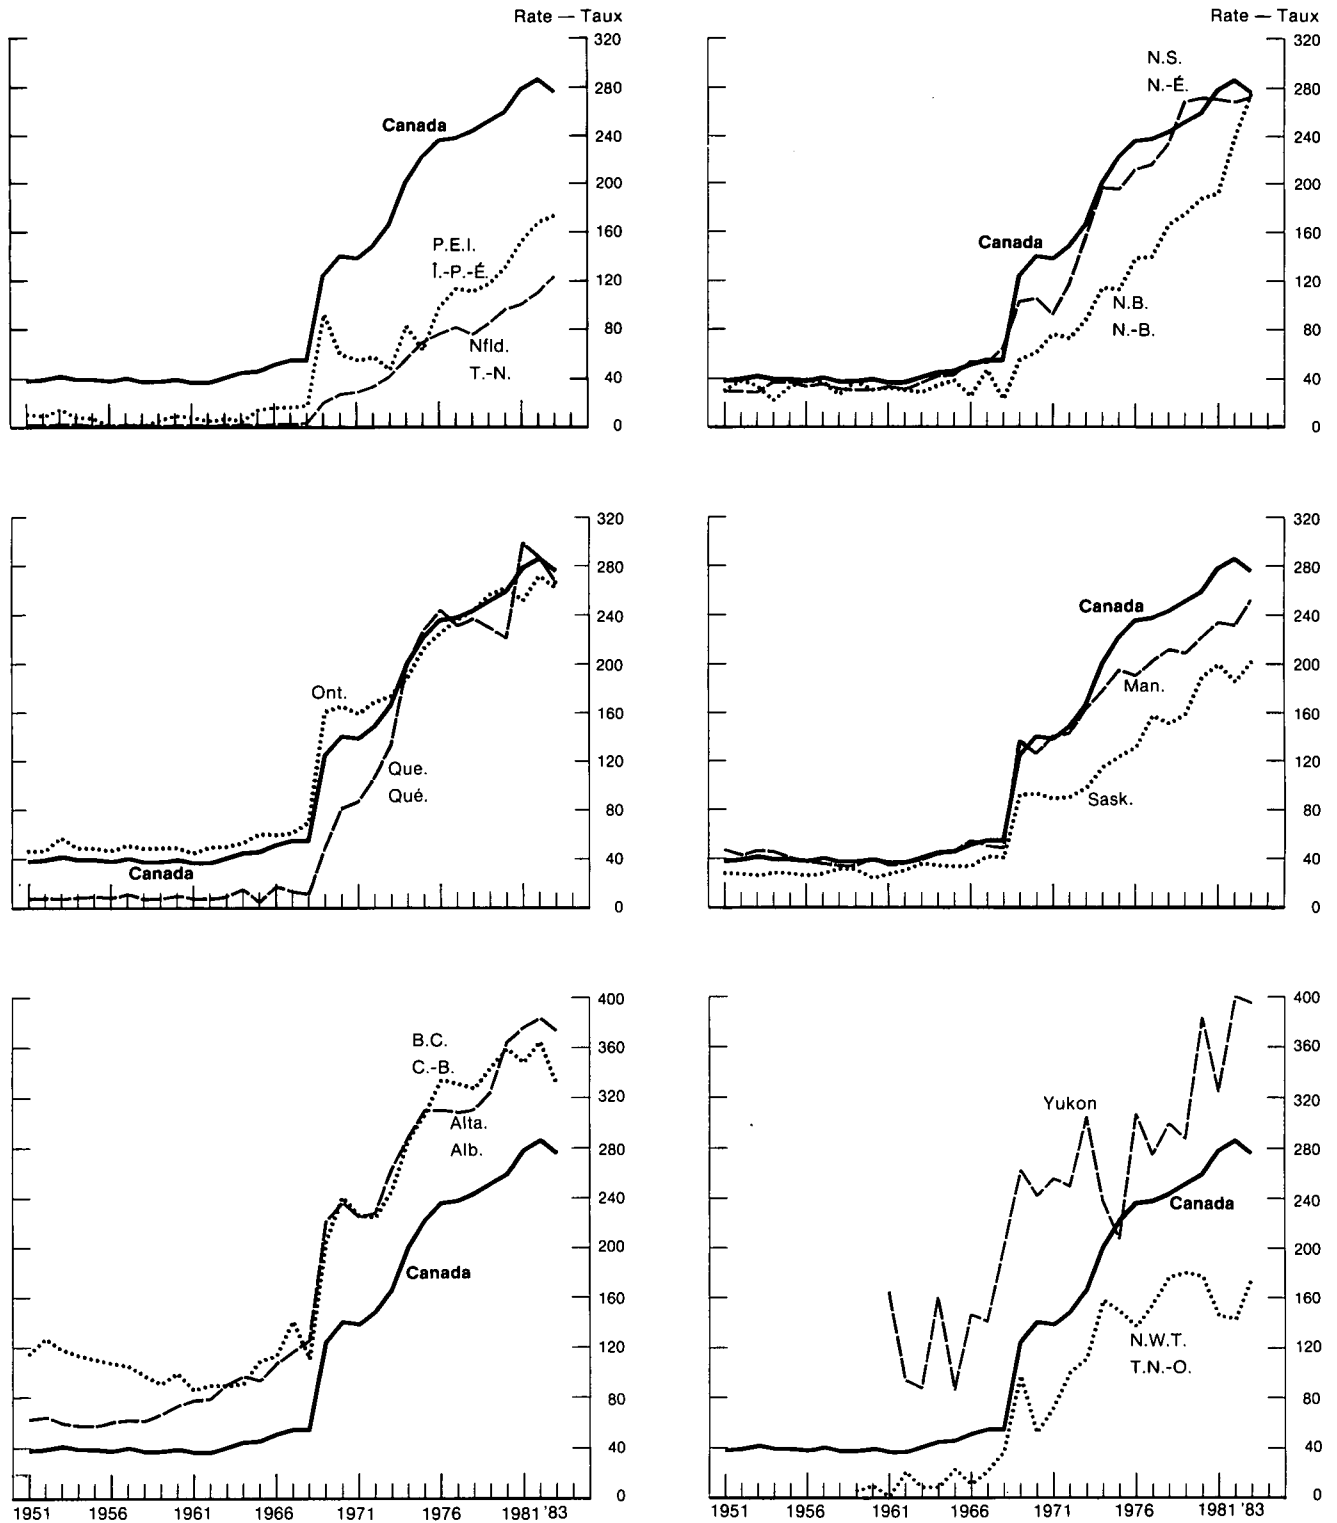 Rate — Taux
320
280
240
200
160
120
80
40
0
Canada
P.E.I.
Î.-P.-É.
Nfld.
T.-N.
Rate — Taux
320
280
240
200
160
120
80
40
0
N.S.
N.-É.
Canada
N.B.
N.-B.
320
280
240
200
160
120
80
40
0
Ont.
Que.
Qué.
Canada
320
280
240
200
160
120
80
40
0
Canada
Man.
Sask.
400
360
320
280
240
200
160
120
80
40
0
B.C.
C.-B.
Alta.
Alb.
Canada
1951 1956 1961 1966 1971 1976 1981 '83
400
360
320
280
240
200
160
120
80
40
0
Yukon
Canada
N.W.T.
T.N.-O.
1951 1956 1961 1966 1971 1976 1981 '83